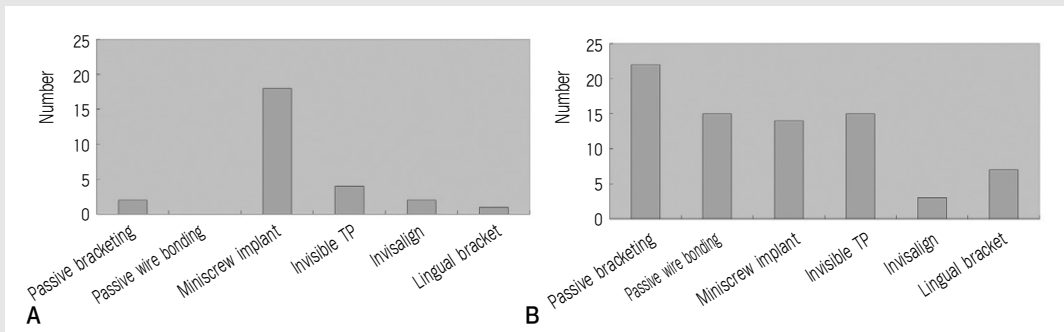 25
20
15
10
5
0
Number
Passive bracketing
Passive wire bonding
Miniscrew implant
Invisible TP
Invisalign
Lingual bracket
A
25
20
15
10
5
0
Number
Passive bracketing
Passive wire bonding
Miniscrew implant
Invisible TP
Invisalign
Lingual bracket
B